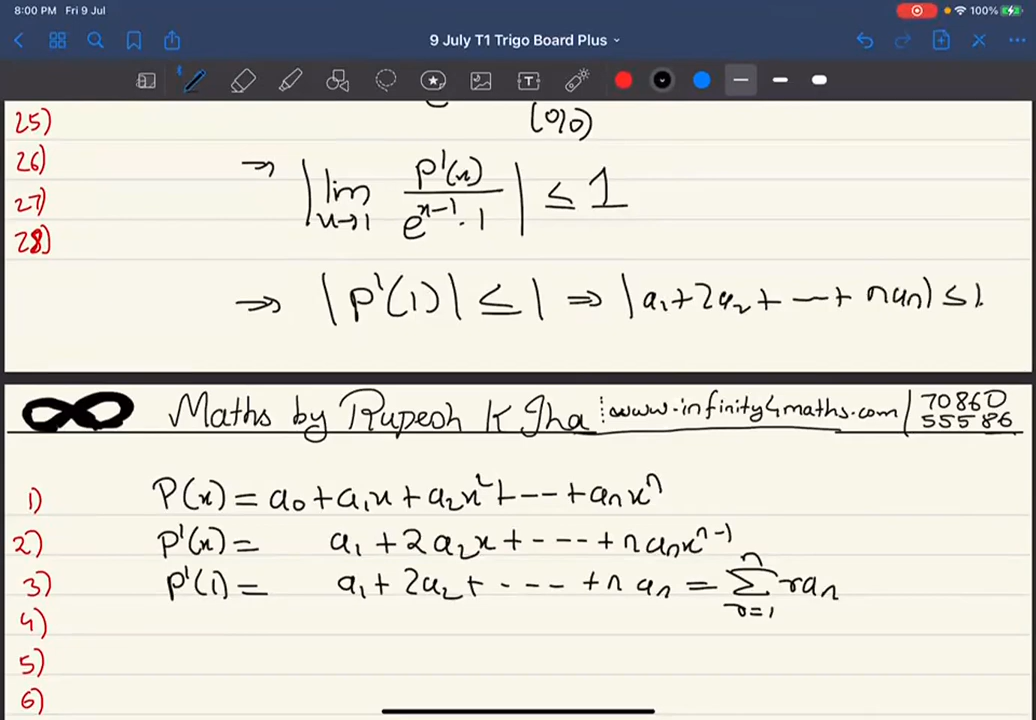 8:00 PM Fri 9 Jul
100%
9 July T1 Trigo Board Plus
25)
(0/0)
26)
27)
28)
⇒ | lim x→1 P'(x) / e^(x-1) · 1 | ≤ 1
⇒ |P'(1)| ≤ 1 ⇒ |a₁ + 2a₂ + --- + naₙ| ≤ 1.
∞ Maths by Rupesh K Jha : www.infinity4maths.com / 70860 55586
1) P(x) = a₀ + a₁x + a₂x² + --- + aₙxⁿ
2) P'(x) = a₁ + 2a₂x + ---- + naₙxⁿ⁻¹
3) P'(1) = a₁ + 2a₂ + ---- + n aₙ = ∑ⁿᵣ₌₁ raₙ
4)
5)
6)